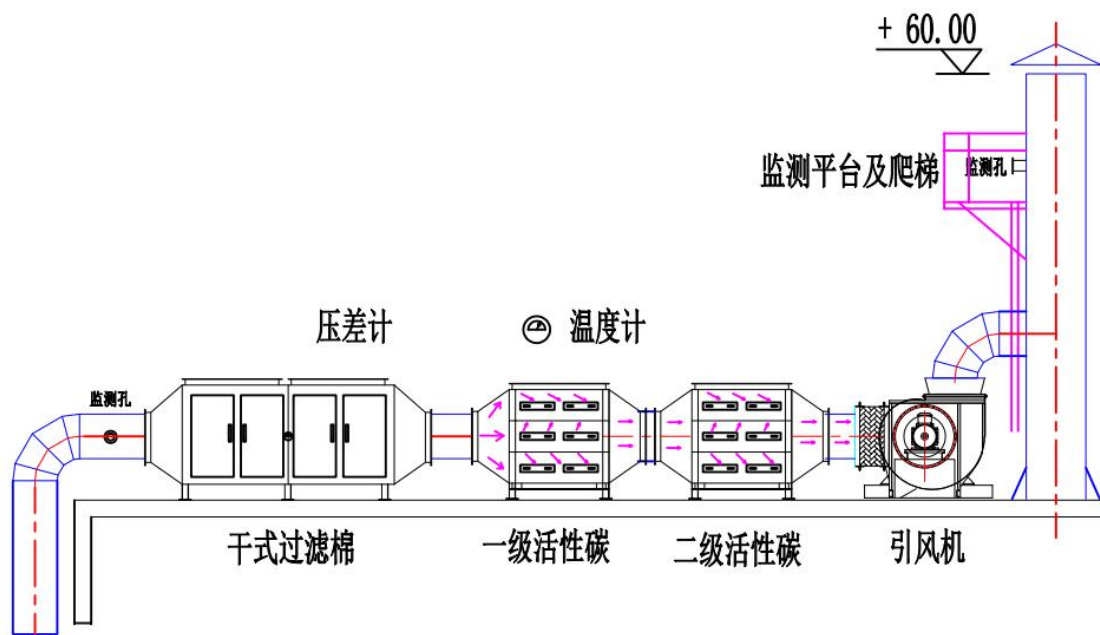 + 60.00
监测平台及爬梯
监测孔
压差计
温度计
监测孔
干式过滤棉
一级活性碳
二级活性碳
引风机